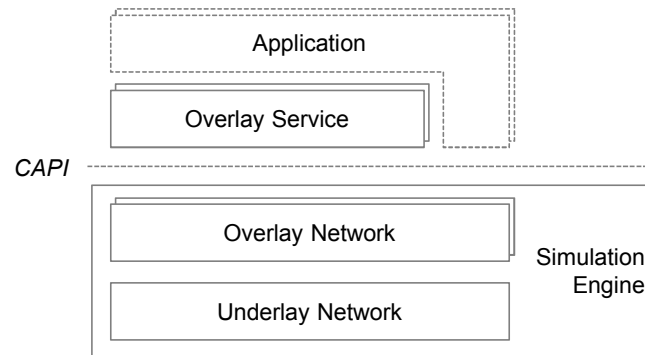 Application
Overlay Service
CAPI
Overlay Network
Simulation
Engine
Underlay Network